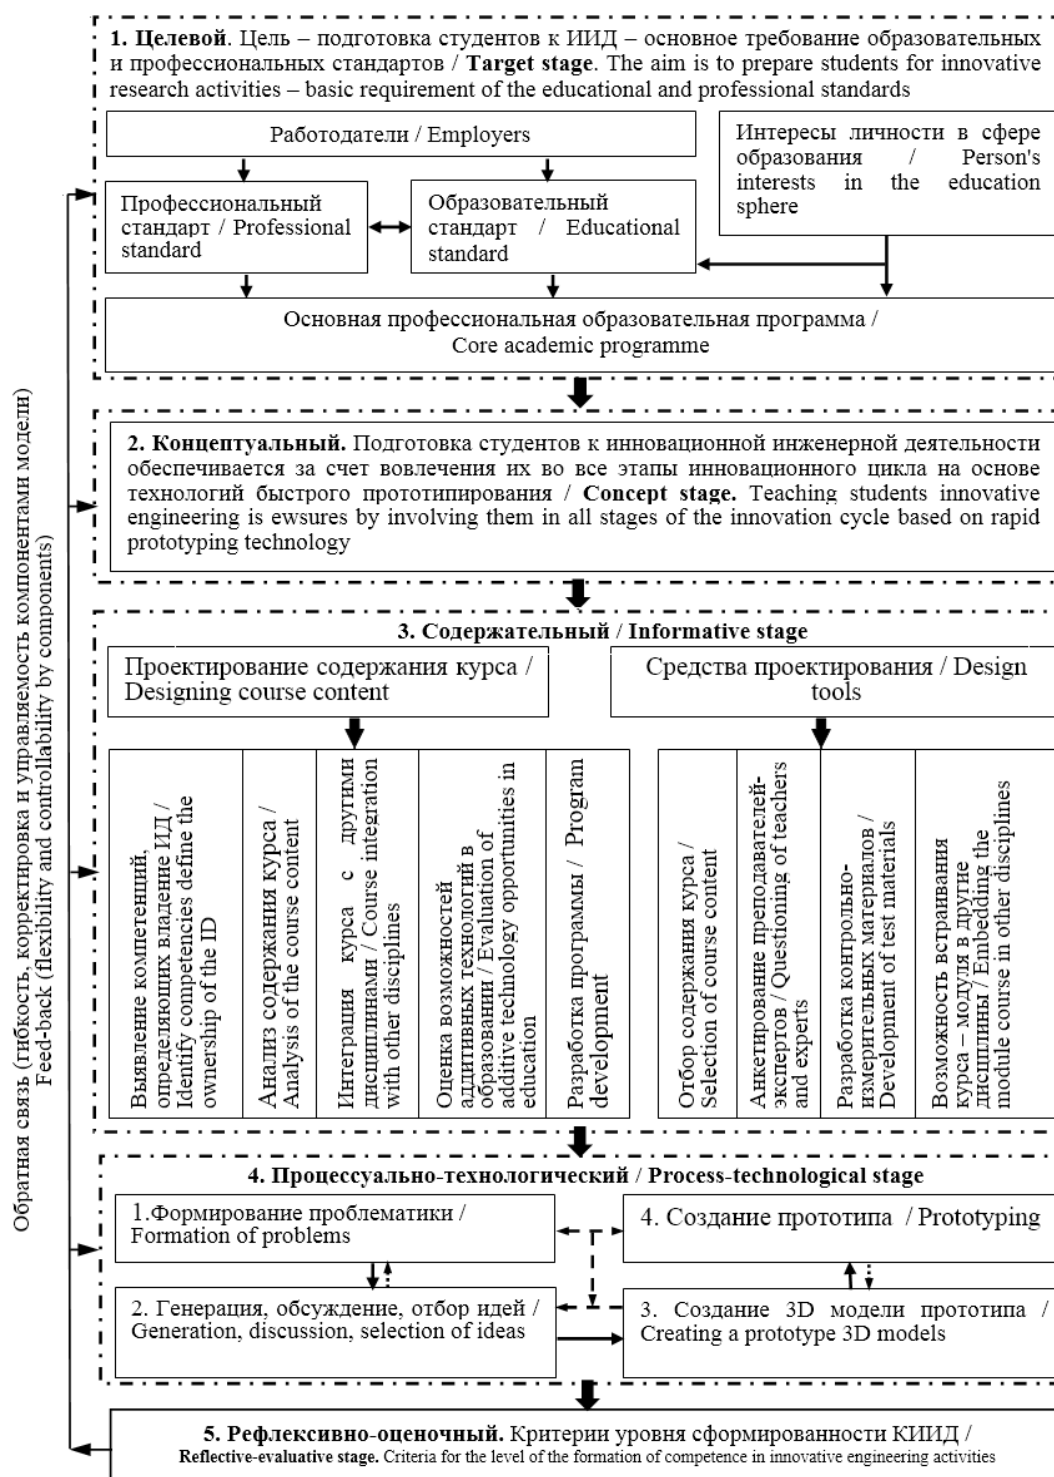 1. Целевой. Цель – подготовка студентов к ИИД – основное требование образовательных
и профессиональных стандартов / Target stage. The aim is to prepare students for innovative
research activities – basic requirement of the educational and professional standards
Работодатели / Employers
Интересы личности в сфере
образования / Person's
interests in the education
sphere
Профессиональный
стандарт / Professional
standard
Образовательный
стандарт / Educational
standard
Основная профессиональная образовательная программа /
Core academic programme
2. Концептуальный. Подготовка студентов к инновационной инженерной деятельности
обеспечивается за счет вовлечения их во все этапы инновационного цикла на основе
технологий быстрого прототипирования / Concept stage. Teaching students innovative
engineering is ewsures by involving them in all stages of the innovation cycle based on rapid
prototyping technology
3. Содержательный / Informative stage
Проектирование содержания курса /
Designing course content
Средства проектирования / Design
tools
Выявление компетенций,
определяющих владение ИД /
Identify competencies define the
ownership of the ID
Анализ содержания курса /
Analysis of the course content
Интеграция курса с другими
дисциплинами / Course integration
with other disciplines
Оценка возможностей
аддитивных технологий в
образовании / Evaluation of
additive technology opportunities in
education
Разработка программы / Program
development
Отбор содержания курса /
Selection of course content
Анкетирование преподавателей-
экспертов / Questioning of teachers
and experts
Разработка контрольно-
измерительных материалов /
Development of test materials
Возможность встраивания
курса – модуля в другие
дисциплины / Embedding the
module course in other disciplines
4. Процессуально-технологический / Process-technological stage
1.Формирование проблематики /
Formation of problems
4. Создание прототипа / Prototyping
2. Генерация, обсуждение, отбор идей /
Generation, discussion, selection of ideas
3. Создание 3D модели прототипа /
Creating a prototype 3D models
5. Рефлексивно-оценочный. Критерии уровня сформированности КИИД /
Reflective-evaluative stage. Criteria for the level of the formation of competence in innovative engineering activities
Обратная связь (гибкость, корректировка и управляемость компонентами модели)
Feed-back (flexibility and controllability by components)